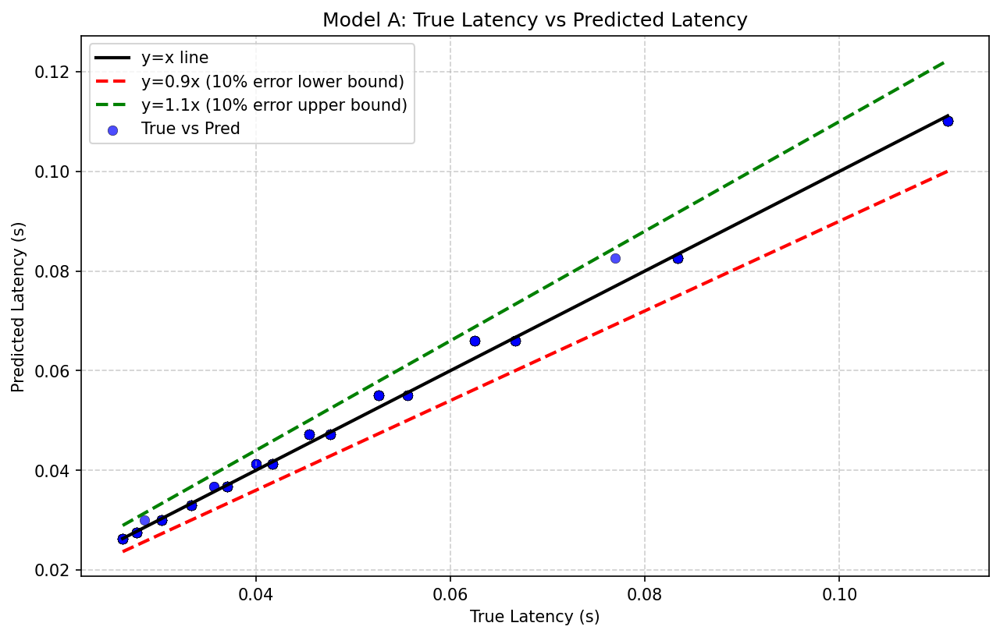 Model A: True Latency vs Predicted Latency
y=x line
y=0.9x (10% error lower bound)
y=1.1x (10% error upper bound)
True vs Pred
0.12
0.10
0.08
0.06
0.04
0.02
Predicted Latency (s)
0.04 0.06 0.08 0.10
True Latency (s)